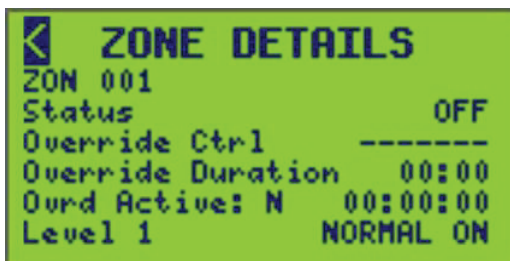 < ZONE DETAILS
ZON 001
Status OFF
Override Ctrl -------
Override Duration 00:00
Ovrd Active: N 00:00:00
Level 1 NORMAL ON